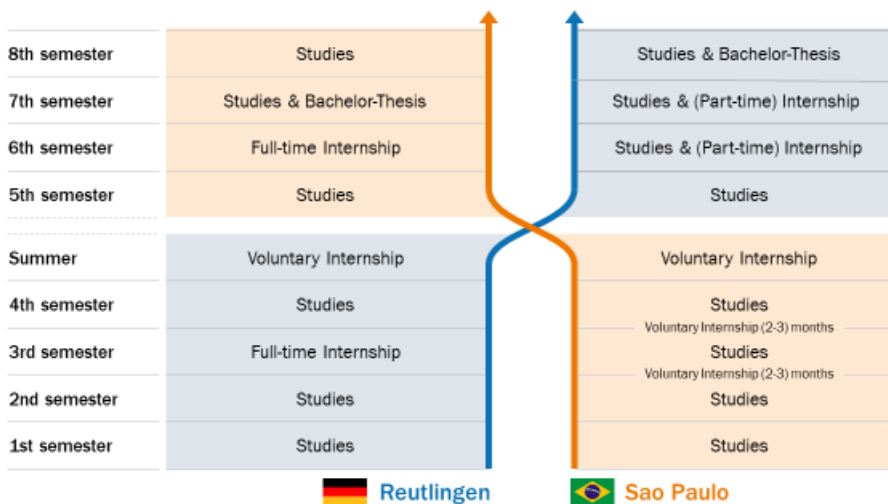 8th semester Studies Studies & Bachelor-Thesis
7th semester Studies & Bachelor-Thesis Studies & (Part-time) Internship
6th semester Full-time Internship Studies & (Part-time) Internship
5th semester Studies Studies
Summer Voluntary Internship Voluntary Internship
4th semester Studies Studies
Voluntary Internship (2-3) months
3rd semester Full-time Internship Studies
Voluntary Internship (2-3) months
2nd semester Studies Studies
1st semester Studies Studies
Reutlingen Sao Paulo